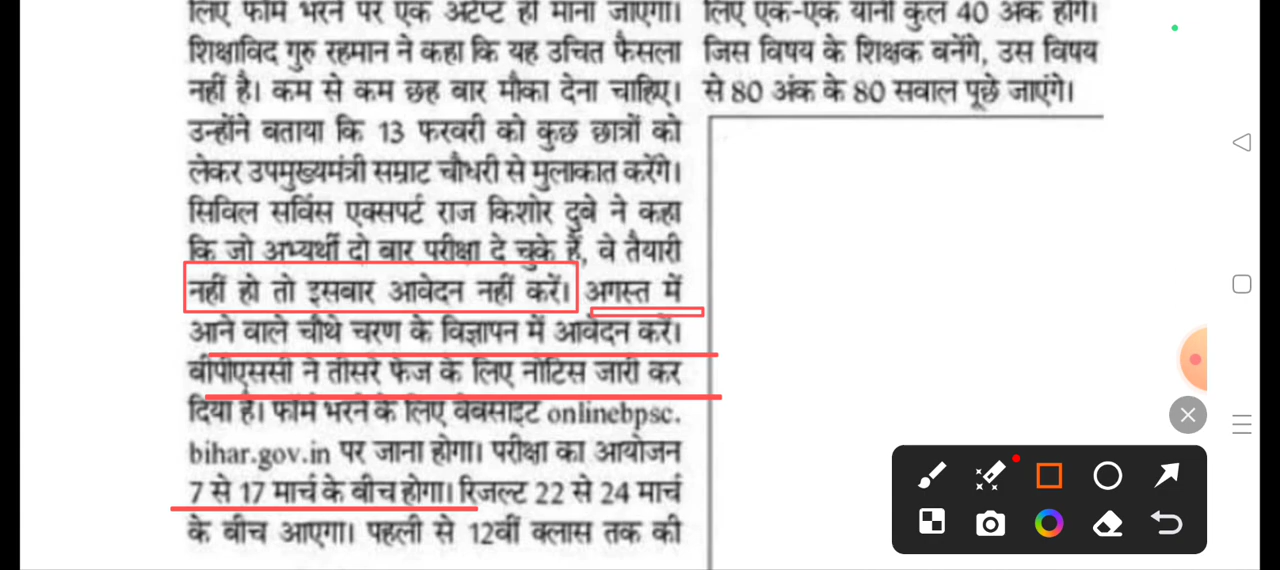 लिए फॉर्म भरने पर एक अटेंप्ट ही माना जाएगा।
शिक्षाविद गुरु रहमान ने कहा कि यह उचित फैसला
नहीं है। कम से कम छह बार मौका देना चाहिए।
उन्होंने बताया कि 13 फरवरी को कुछ छात्रों को
लेकर उपमुख्यमंत्री सम्राट चौधरी से मुलाकात करेंगे।
सिविल सर्विस एक्सपर्ट राज किशोर दुबे ने कहा
कि जो अभ्यर्थी दो बार परीक्षा दे चुके हैं, वे तैयारी
नहीं हो तो इसबार आवेदन नहीं करें। अगस्त में
आने वाले चौथे चरण के विज्ञापन में आवेदन करें।
बीपीएससी ने तीसरे फेज के लिए नोटिस जारी कर
दिया है। फॉर्म भरने के लिए वेबसाइट onlinebpsc.
bihar.gov.in पर जाना होगा। परीक्षा का आयोजन
7 से 17 मार्च के बीच होगा। रिजल्ट 22 से 24 मार्च
के बीच आएगा। पहली से 12वीं क्लास तक की
लिए एक-एक यानी कुल 40 अंक होंगे।
जिस विषय के शिक्षक बनेंगे, उस विषय
से 80 अंक के 80 सवाल पूछे जाएंगे।